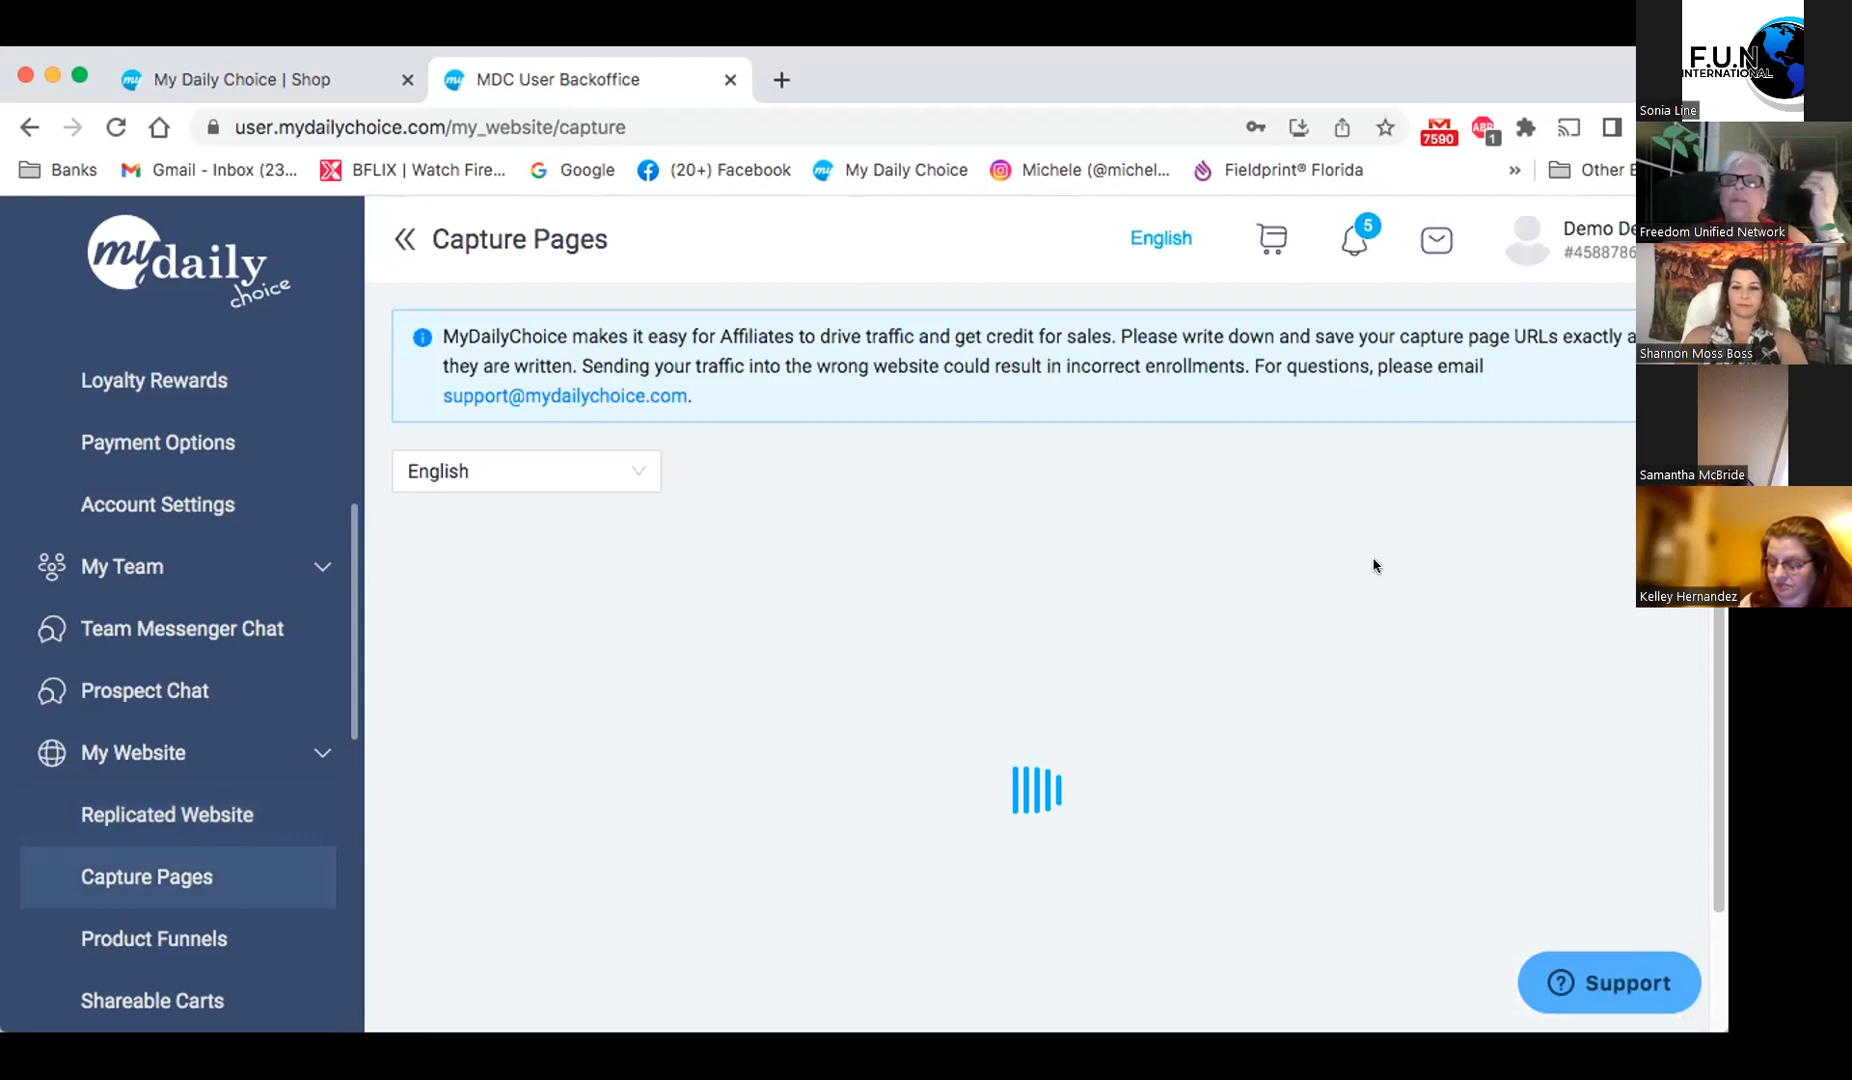 My Daily Choice | Shop
MDC User Backoffice
user.mydailychoice.com/my_website/capture
7590
ABP
1
Banks
Gmail - Inbox (23...
BFLIX | Watch Fire...
Google
(20+) Facebook
My Daily Choice
Michele (@michel...
Fieldprint® Florida
»
Other B
my daily choice
Capture Pages
English
5
Demo De
#4588786
MyDailyChoice makes it easy for Affiliates to drive traffic and get credit for sales. Please write down and save your capture page URLs exactly a
they are written. Sending your traffic into the wrong website could result in incorrect enrollments. For questions, please email
support@mydailychoice.com.
English
Loyalty Rewards
Payment Options
Account Settings
My Team
Team Messenger Chat
Prospect Chat
My Website
Replicated Website
Capture Pages
Product Funnels
Shareable Carts
Support
F.U.N
INTERNATIONAL
Sonia Line
Freedom Unified Network
Shannon Moss Boss
Samantha McBride
Kelley Hernandez